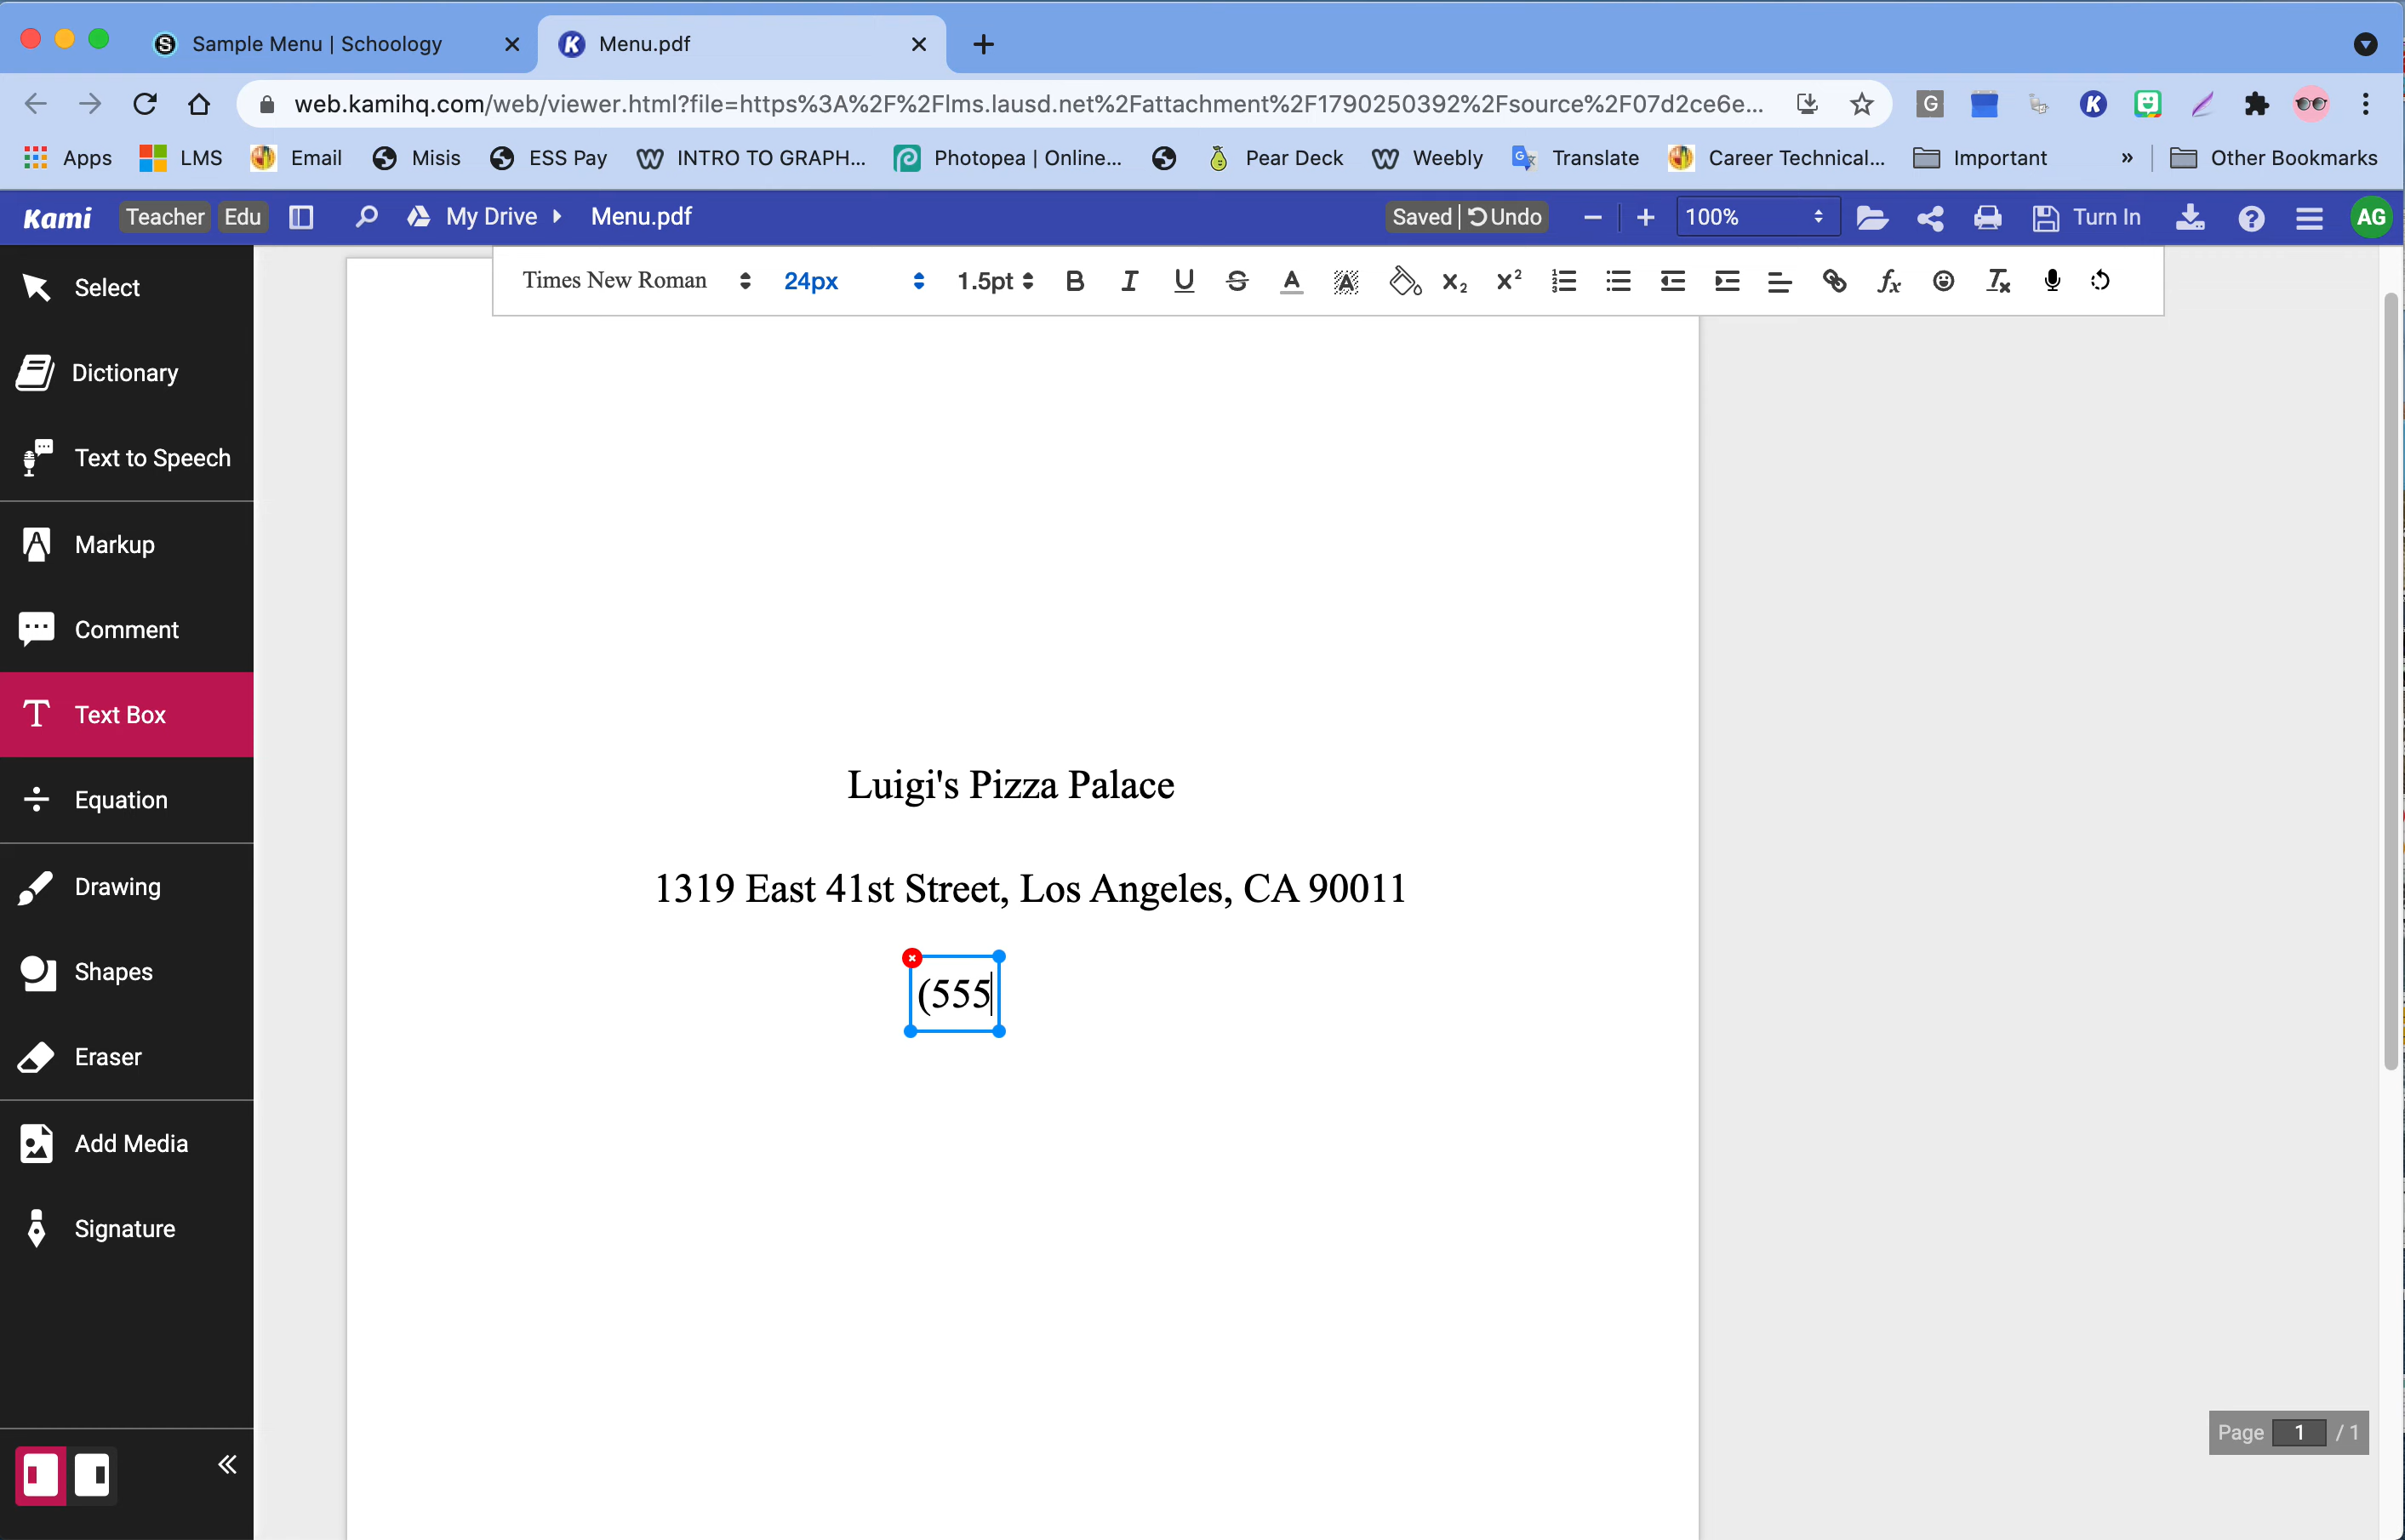 Sample Menu | Schoology
Menu.pdf
web.kamihq.com/web/viewer.html?file=https%3A%2F%2Flms.lausd.net%2Fattachment%2F1790250392%2Fsource%2F07d2ce6e...
G
K
Apps
LMS
Email
Misis
ESS Pay
INTRO TO GRAPH...
Photopea | Online...
Pear Deck
Weebly
Translate
Career Technical...
Important
»
Other Bookmarks
Kami
Teacher
Edu
My Drive
Menu.pdf
Saved | Undo
100%
Turn In
AG
Times New Roman
24px
1.5pt
Select
Dictionary
Text to Speech
Markup
Comment
Text Box
Equation
Drawing
Shapes
Eraser
Add Media
Signature
Luigi's Pizza Palace
1319 East 41st Street, Los Angeles, CA 90011
(555
Page 1 / 1